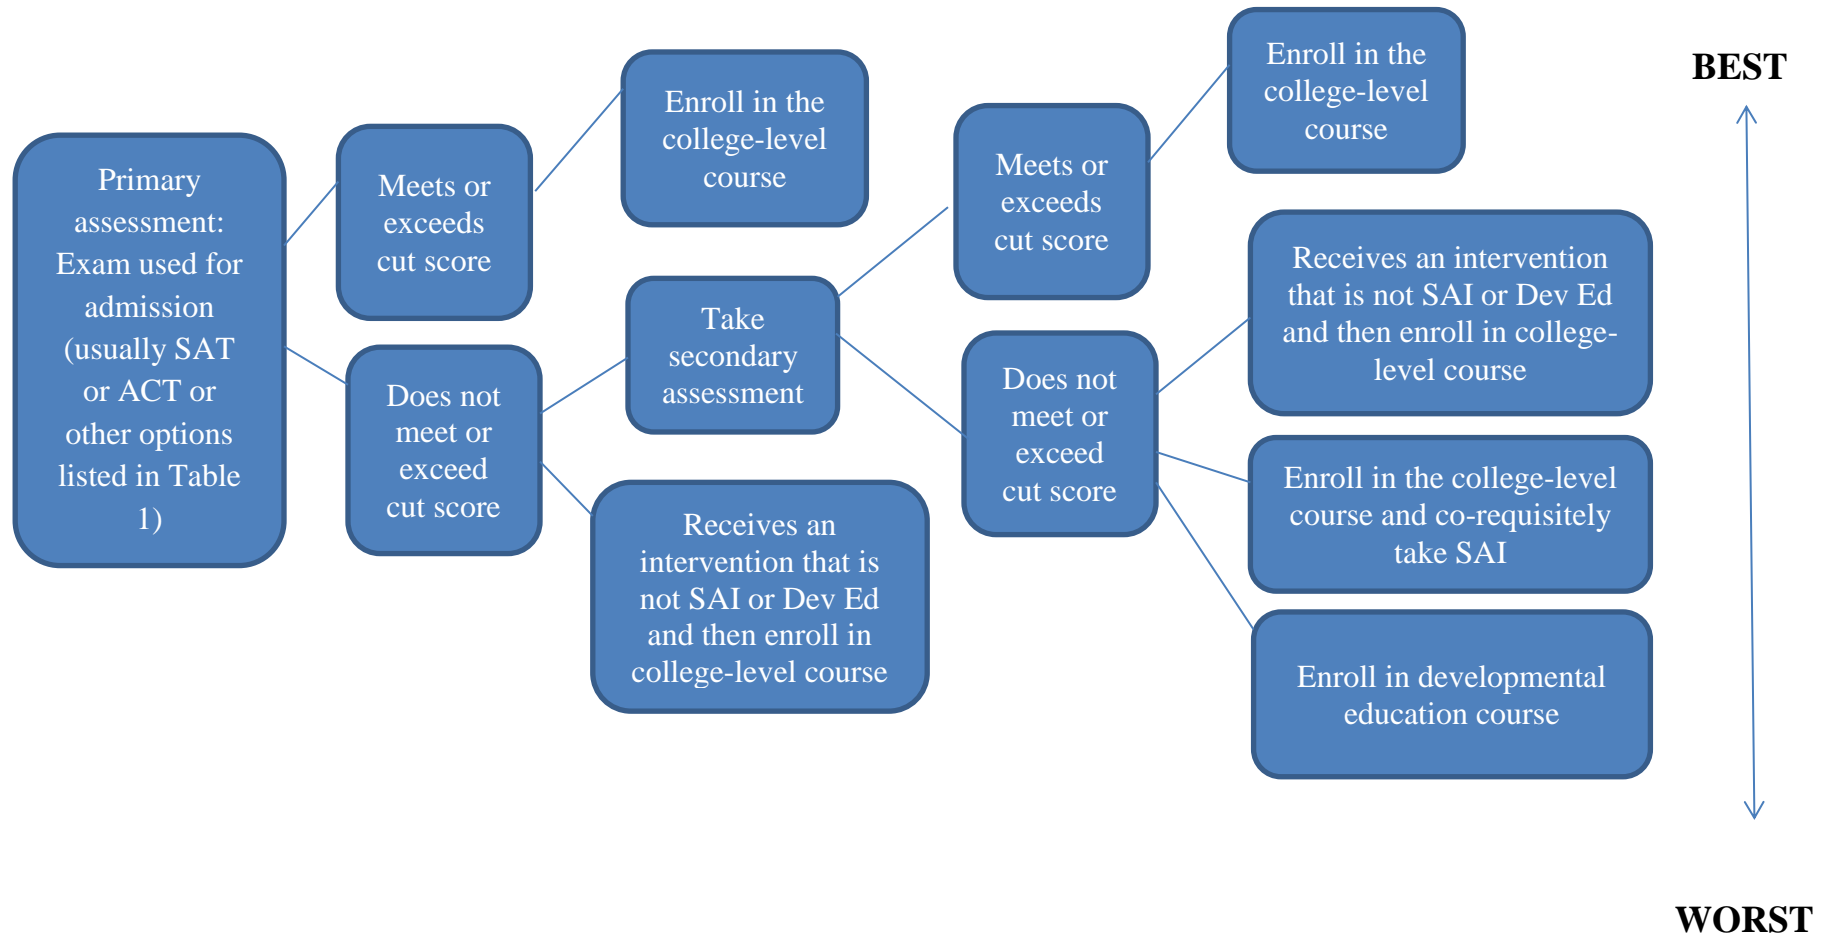 Primary
assessment:
Exam used for
admission
(usually SAT
or ACT or
other options
listed in Table
1)
Meets or
exceeds
cut score
Does not
meet or
exceed
cut score
Enroll in the
college-level
course
Take
secondary
assessment
Receives an
intervention that is
not SAI or Dev Ed
and then enroll in
college-level course
Meets or
exceeds
cut score
Does not
meet or
exceed
cut score
Enroll in the
college-level
course
Receives an intervention
that is not SAI or Dev Ed
and then enroll in college-
level course
Enroll in the college-level
course and co-requisitely
take SAI
Enroll in developmental
education course
BEST
WORST